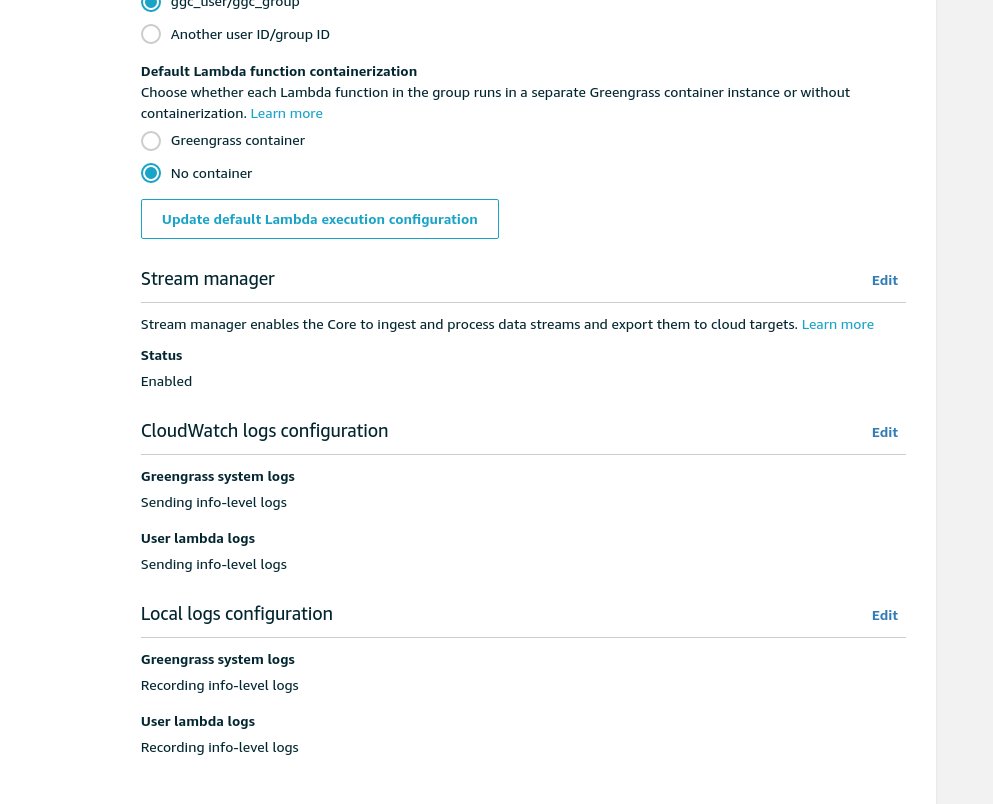 ggc_user/ggc_group
Another user ID/group ID
Default Lambda function containerization
Choose whether each Lambda function in the group runs in a separate Greengrass container instance or without
containerization. Learn more
Greengrass container
No container
Update default Lambda execution configuration
Stream manager
Edit
Stream manager enables the Core to ingest and process data streams and export them to cloud targets. Learn more
Status
Enabled
CloudWatch logs configuration
Edit
Greengrass system logs
Sending info-level logs
User lambda logs
Sending info-level logs
Local logs configuration
Edit
Greengrass system logs
Recording info-level logs
User lambda logs
Recording info-level logs